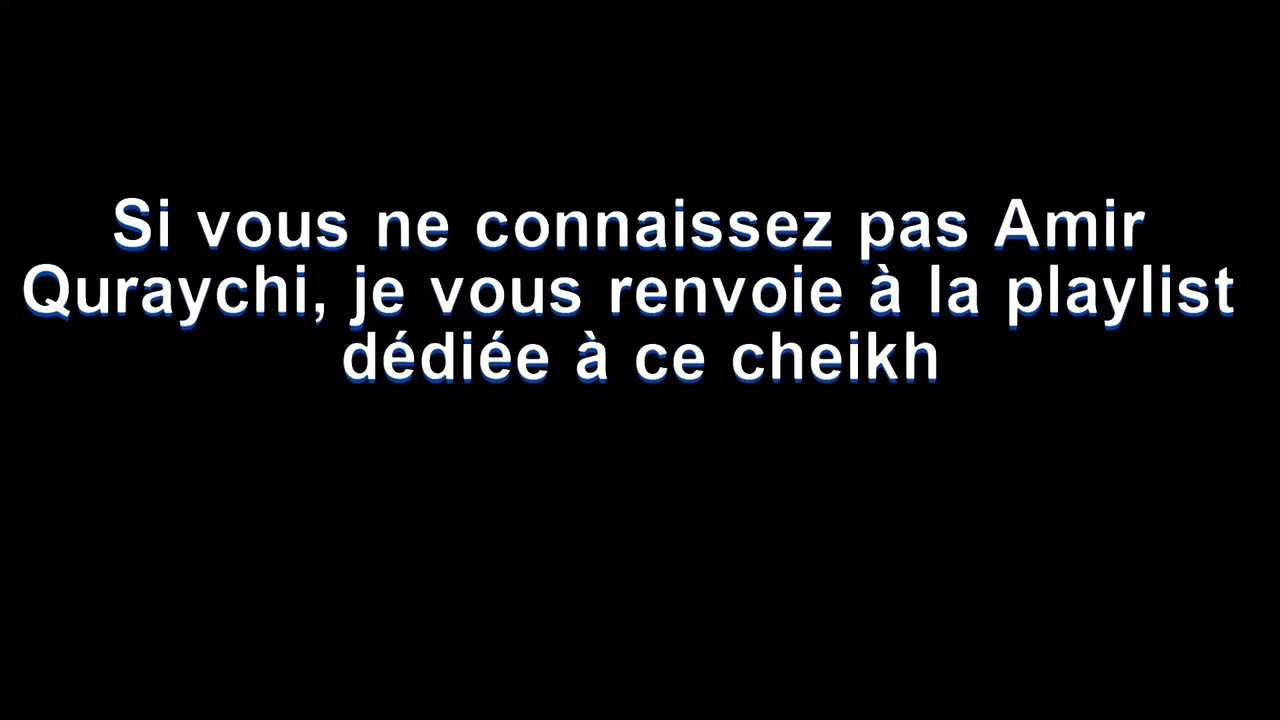 Si vous ne connaissez pas Amir
Quraychi, je vous renvoie à la playlist
dédiée à ce cheikh